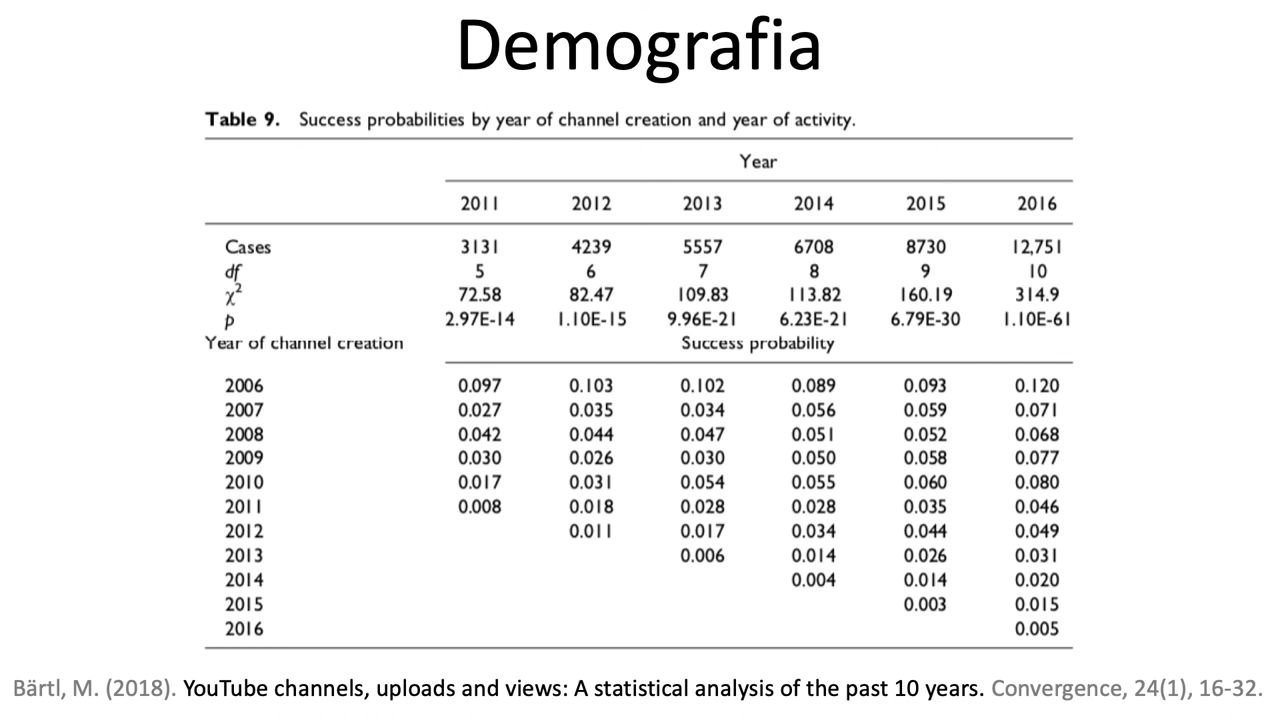 Demografia
Table 9. Success probabilities by year of channel creation and year of activity.
Year
2011 2012 2013 2014 2015 2016
Cases 3131 4239 5557 6708 8730 12,751
df 5 6 7 8 9 10
χ2 72.58 82.47 109.83 113.82 160.19 314.9
p 2.97E-14 1.10E-15 9.96E-21 6.23E-21 6.79E-30 1.10E-61
Year of channel creation Success probability
2006 0.097 0.103 0.102 0.089 0.093 0.120
2007 0.027 0.035 0.034 0.056 0.059 0.071
2008 0.042 0.044 0.047 0.051 0.052 0.068
2009 0.030 0.026 0.030 0.050 0.058 0.077
2010 0.017 0.031 0.054 0.055 0.060 0.080
2011 0.008 0.018 0.028 0.028 0.035 0.046
2012 0.011 0.017 0.034 0.044 0.049
2013 0.006 0.014 0.026 0.031
2014 0.004 0.014 0.020
2015 0.003 0.015
2016 0.005
Bärtl, M. (2018). YouTube channels, uploads and views: A statistical analysis of the past 10 years. Convergence, 24(1), 16-32.